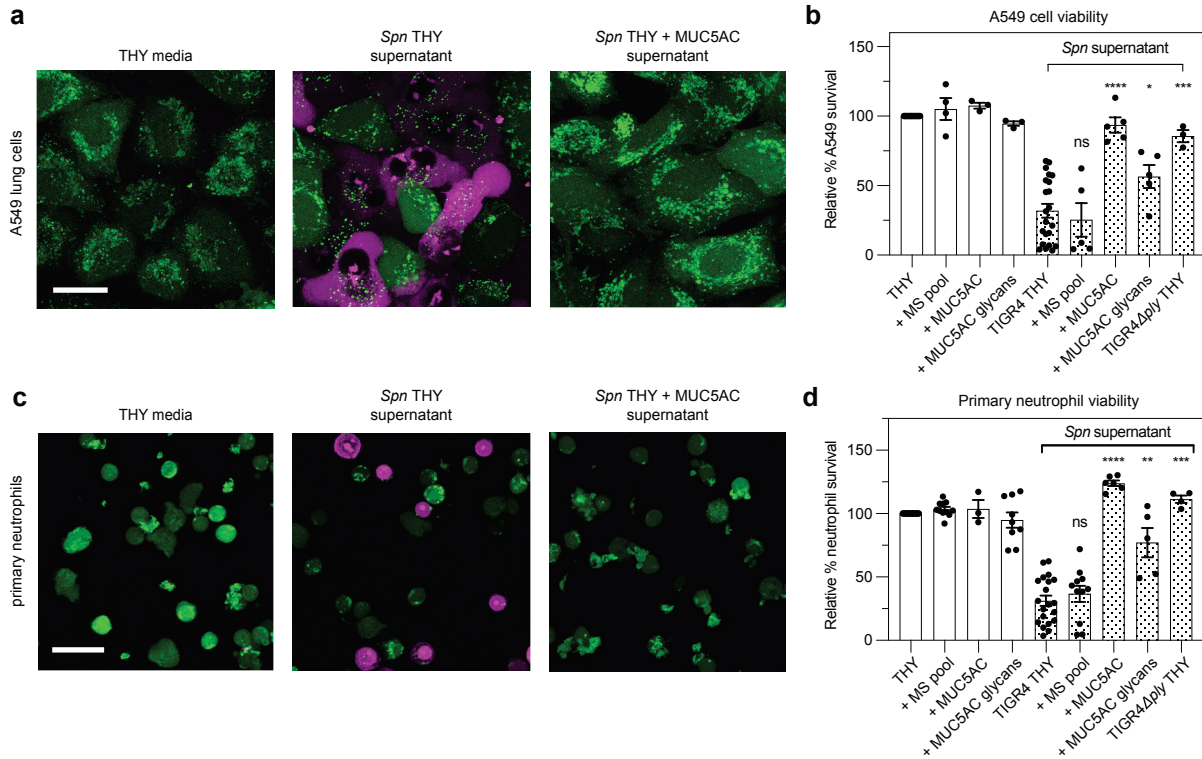 a
THY media
Spn THY
supernatant
Spn THY + MUC5AC
supernatant
A549 lung cells
b
A549 cell viability
Spn supernatant
Relative % A549 survival
150
100
50
0
ns
****
*
***
THY
+ MS pool
+ MUC5AC
+ MUC5AC glycans
TIGR4 THY
+ MS pool
+ MUC5AC
+ MUC5AC glycans
TIGR4Δply THY
c
THY media
Spn THY
supernatant
Spn THY + MUC5AC
supernatant
primary neutrophils
d
Primary neutrophil viability
Spn supernatant
Relative % neutrophil survival
150
100
50
0
ns
****
**
***
THY
+ MS pool
+ MUC5AC
+ MUC5AC glycans
TIGR4 THY
+ MS pool
+ MUC5AC
+ MUC5AC glycans
TIGR4Δply THY